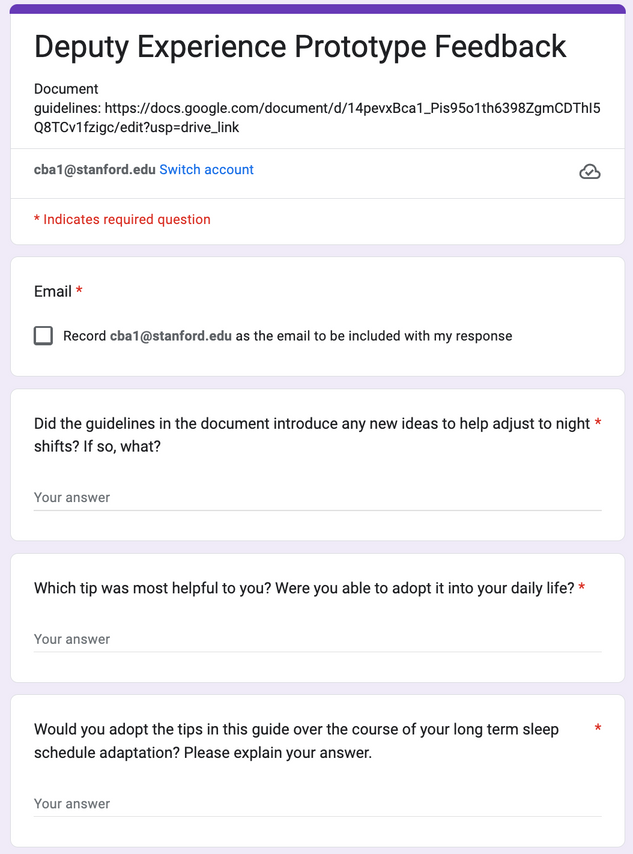 Deputy Experience Prototype Feedback
Document
guidelines: https://docs.google.com/document/d/14pevxBca1_Pis95o1th6398ZgmCDThI5
Q8TCv1fzigc/edit?usp=drive_link
cba1@stanford.edu Switch account
* Indicates required question
Email *
Record cba1@stanford.edu as the email to be included with my response
Did the guidelines in the document introduce any new ideas to help adjust to night *
shifts? If so, what?
Your answer
Which tip was most helpful to you? Were you able to adopt it into your daily life? *
Your answer
Would you adopt the tips in this guide over the course of your long term sleep *
schedule adaptation? Please explain your answer.
Your answer